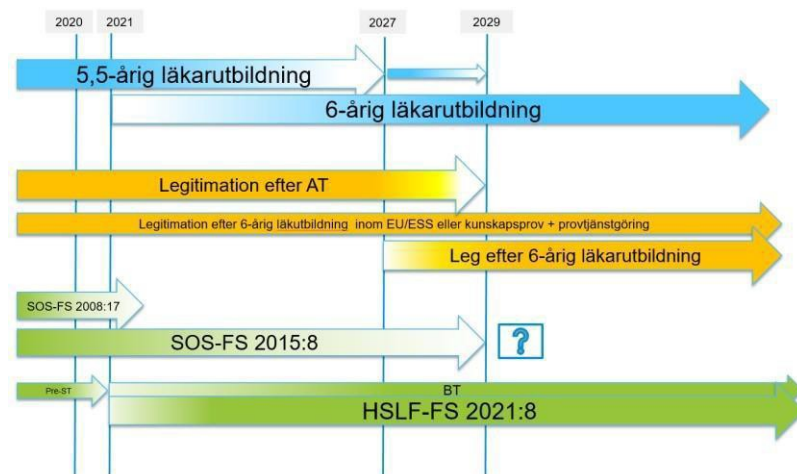 2020 2021 2027 2029
5,5-årig läkarutbildning
6-årig läkarutbildning
Legitimation efter AT
Legitimation efter 6-årig läkutbildning inom EU/ESS eller kunskapsprov + provtjänstgöring
Leg efter 6-årig läkarutbildning
SOS-FS 2008:17
SOS-FS 2015:8 ?
Pre-ST BT
HSLF-FS 2021:8